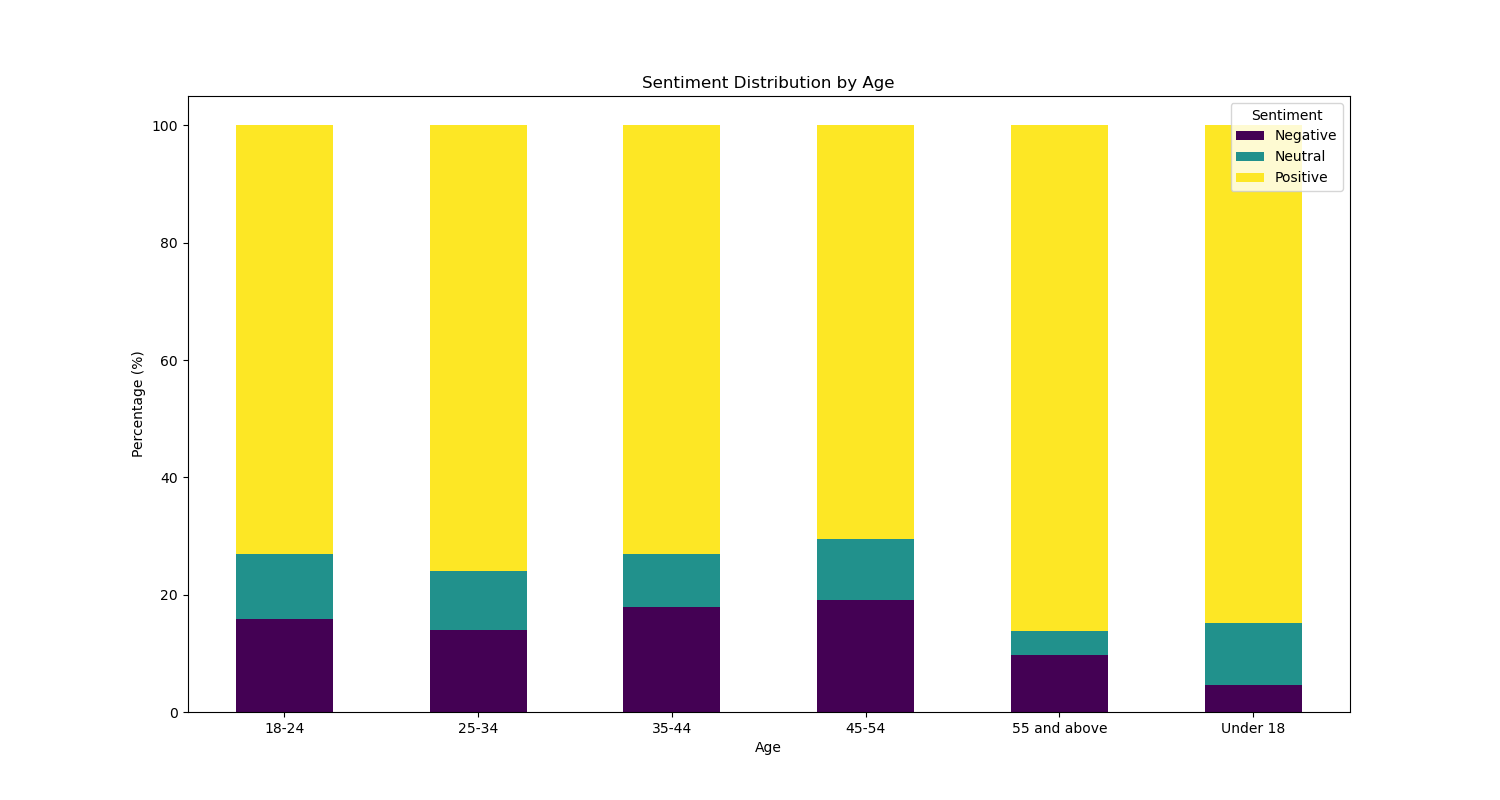 Sentiment Distribution by Age
Sentiment
Negative
Neutral
Positive
Percentage (%)
100
80
60
40
20
0
18-24
25-34
35-44
45-54
55 and above
Under 18
Age